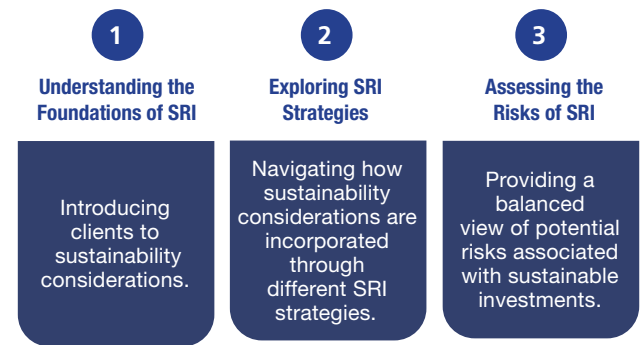 1
Understanding the
Foundations of SRI
Introducing
clients to
sustainability
considerations.
2
Exploring SRI
Strategies
Navigating how
sustainability
considerations are
incorporated
through
different SRI
strategies.
3
Assessing the
Risks of SRI
Providing a
balanced
view of potential
risks associated
with sustainable
investments.